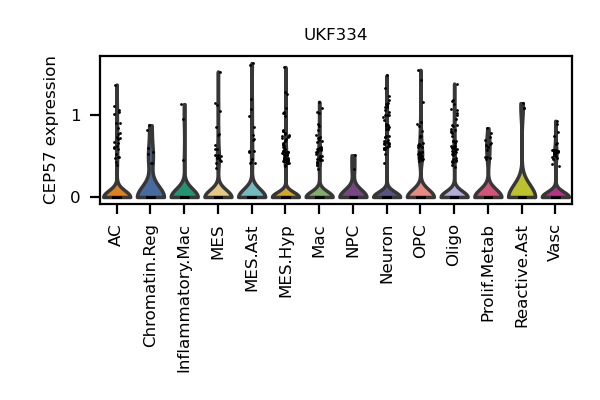 UKF334
CEP57 expression
1
0
AC
Chromatin.Reg
Inflammatory.Mac
MES
MES.Ast
MES.Hyp
Mac
NPC
Neuron
OPC
Oligo
Prolif.Metab
Reactive.Ast
Vasc